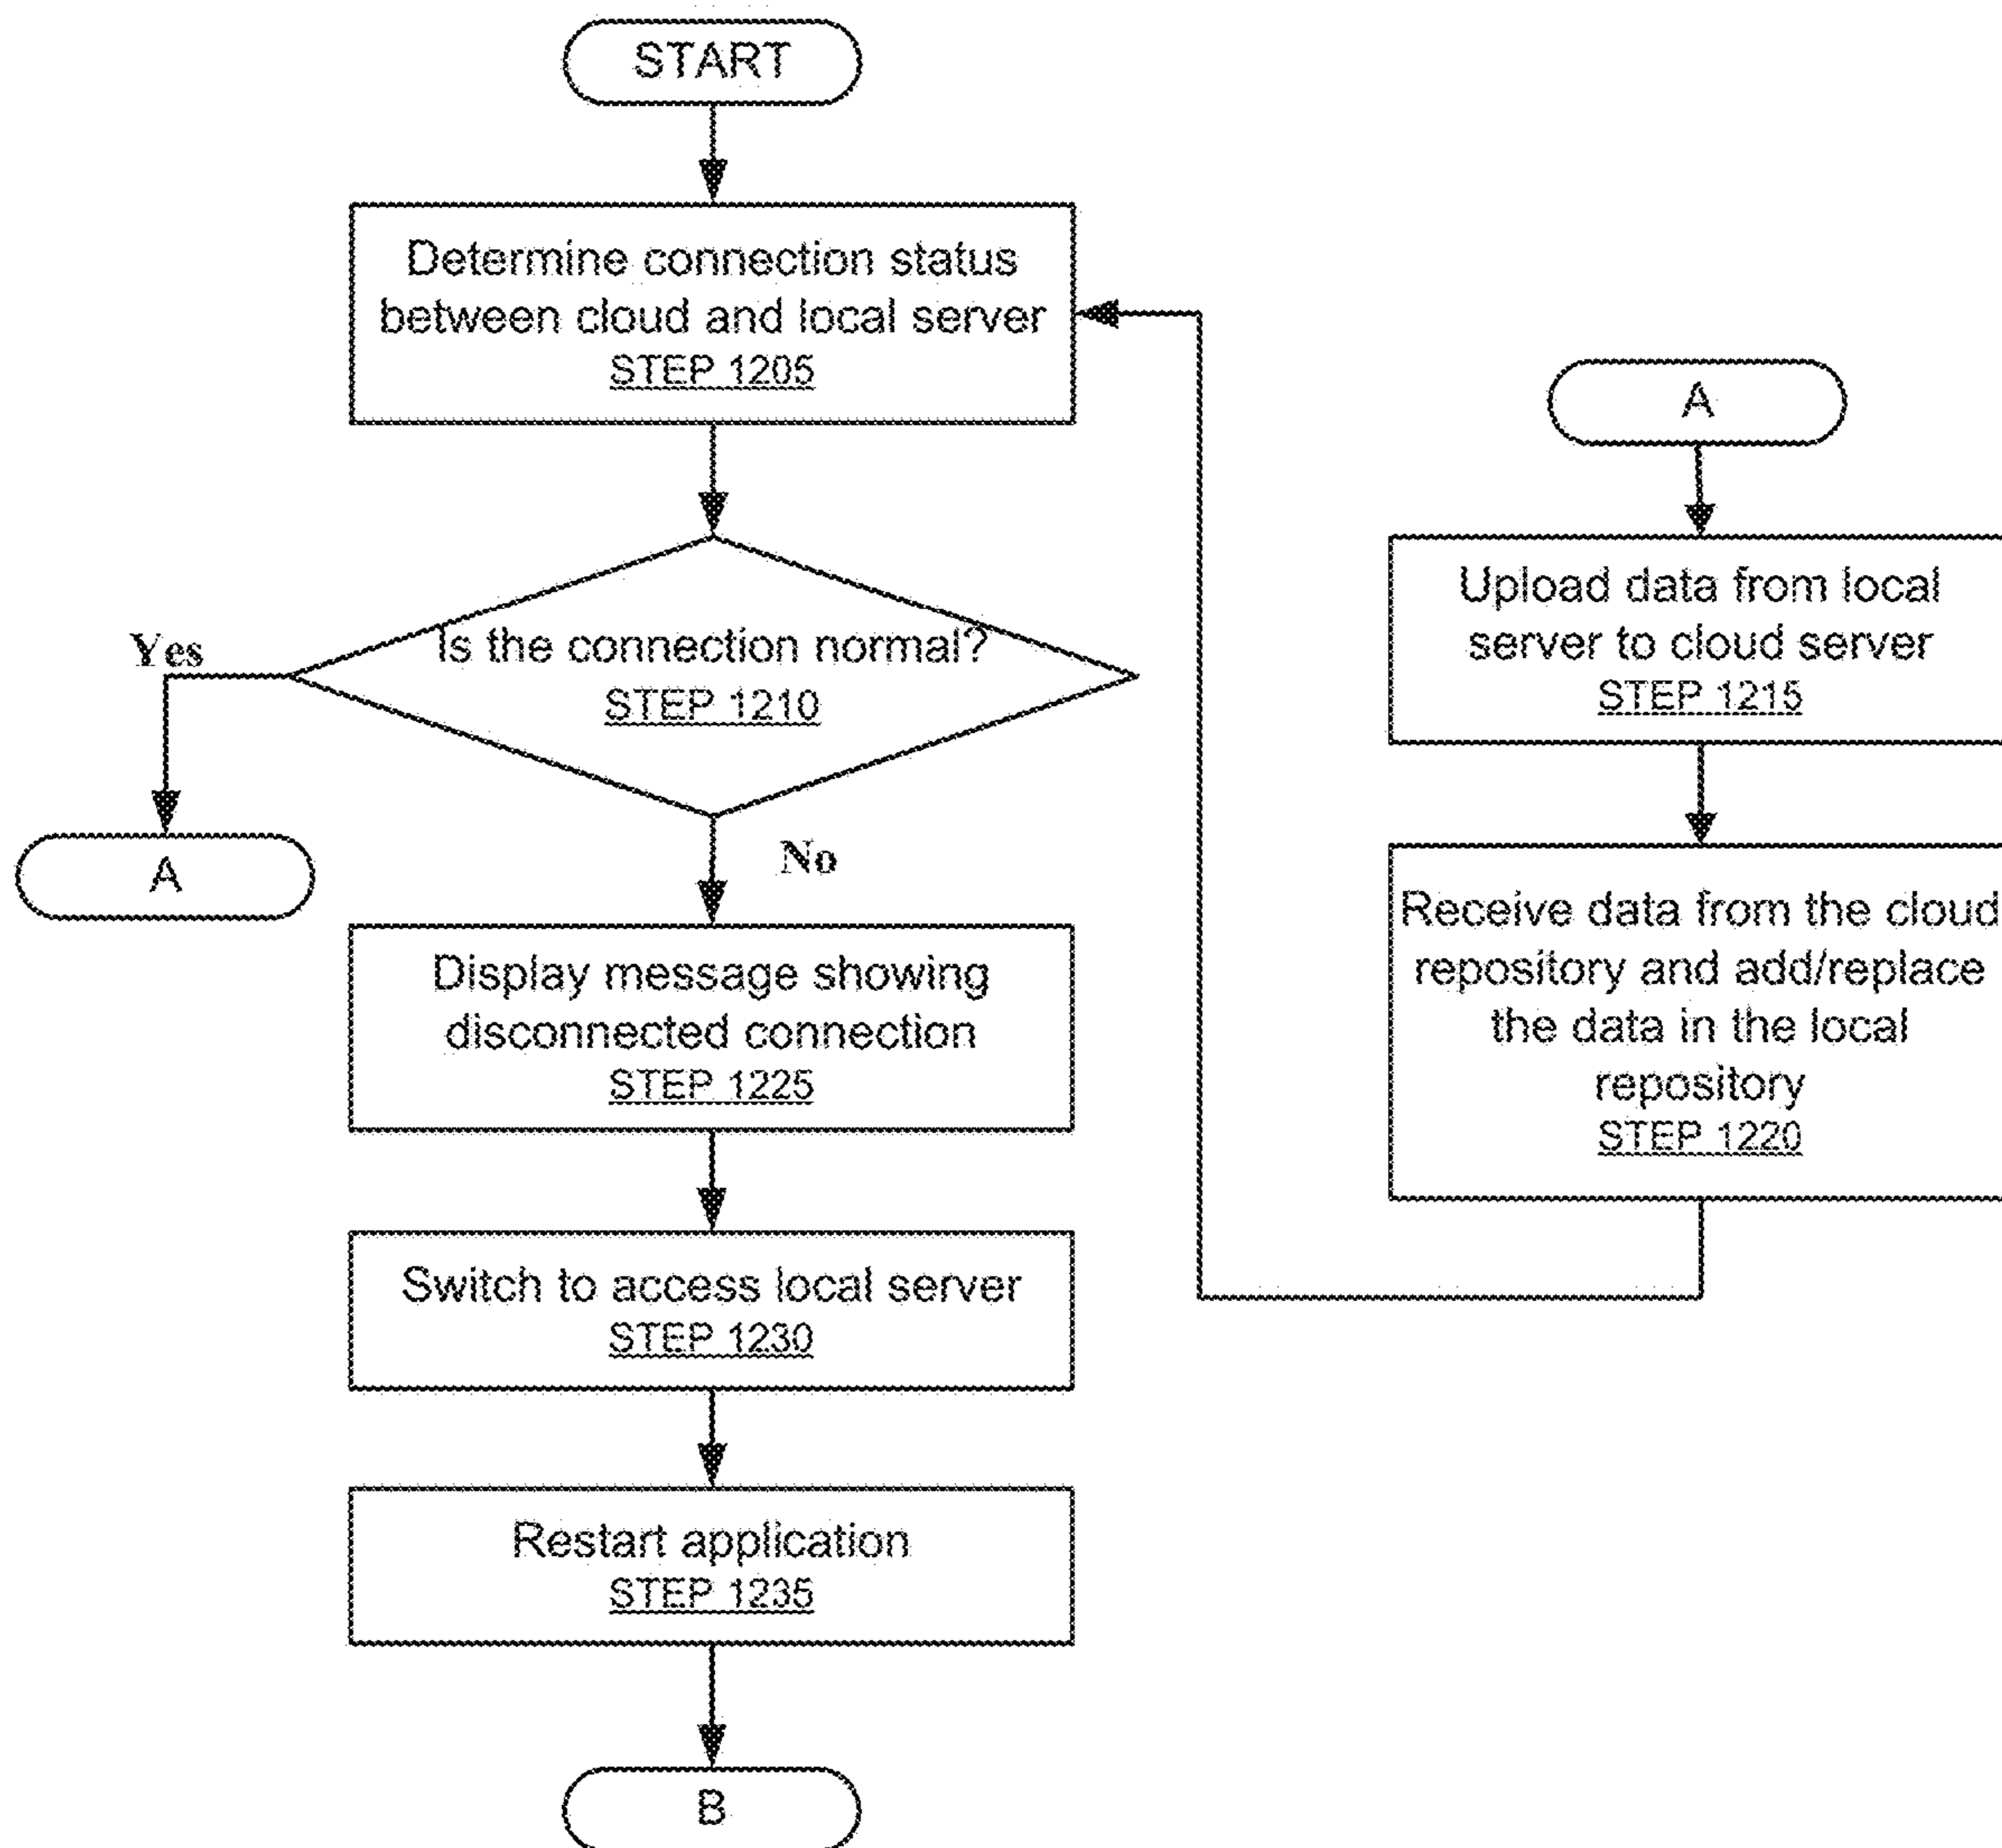 START
Determine connection status
between cloud and local server
STEP 1205
Is the connection normal?
STEP 1210
Yes
A
No
Display message showing
disconnected connection
STEP 1225
Switch to access local server
STEP 1230
Restart application
STEP 1235
B
A
Upload data from local
server to cloud server
STEP 1215
Receive data from the cloud
repository and add/replace
the data in the local
repository
STEP 1220